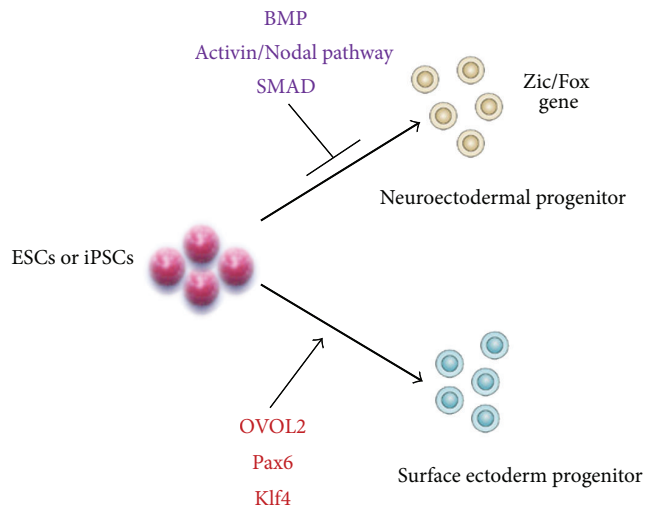 BMP
Activin/Nodal pathway
SMAD
Zic/Fox
gene
Neuroectodermal progenitor
ESCs or iPSCs
OVOL2
Pax6
Klf4
Surface ectoderm progenitor